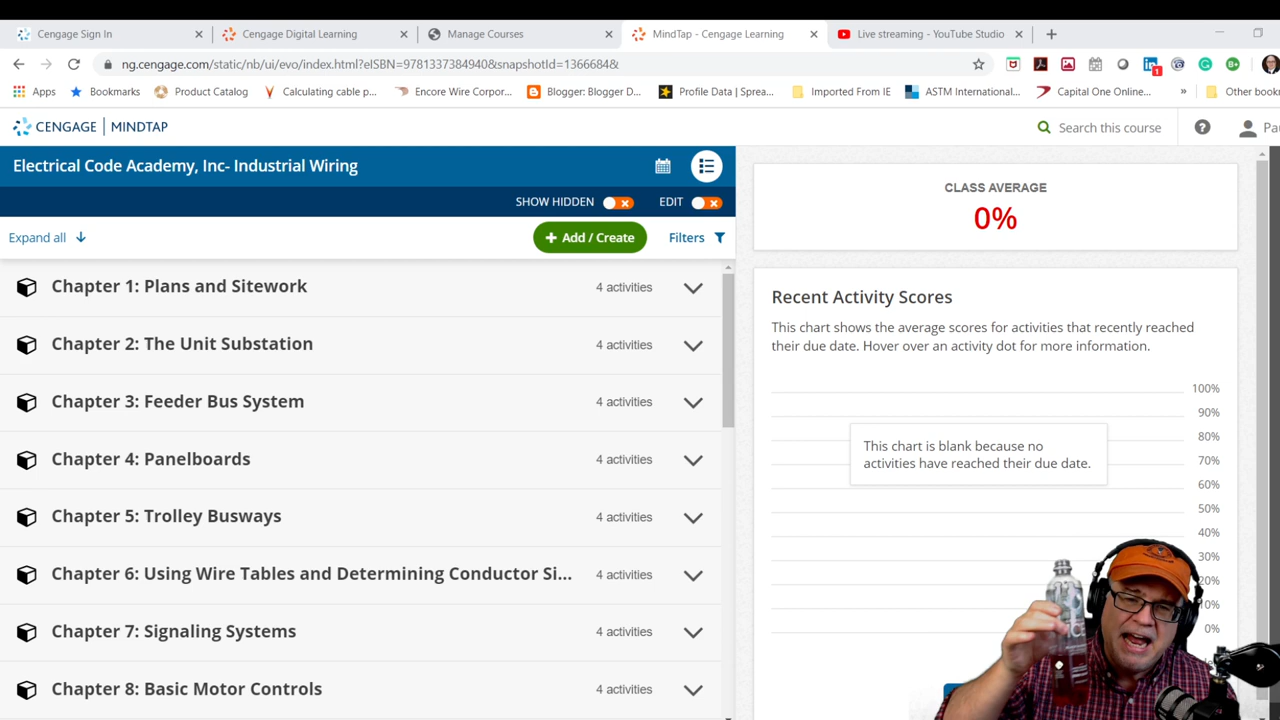 Cengage Sign In
Cengage Digital Learning
Manage Courses
MindTap - Cengage Learning
Live streaming - YouTube Studio
ng.cengage.com/static/nb/ui/evo/index.html?eISBN=9781337384940&snapshotId=1366684&
1
Apps
Bookmarks
Product Catalog
Calculating cable p...
Encore Wire Corpor...
Blogger: Blogger D...
Profile Data | Sprea...
Imported From IE
ASTM International...
Capital One Online...
»
Other book
CENGAGE | MINDTAP
Search this course
?
Electrical Code Academy, Inc- Industrial Wiring
SHOW HIDDEN
EDIT
Expand all
+ Add / Create
Filters
Chapter 1: Plans and Sitework
4 activities
Chapter 2: The Unit Substation
4 activities
Chapter 3: Feeder Bus System
4 activities
Chapter 4: Panelboards
4 activities
Chapter 5: Trolley Busways
4 activities
Chapter 6: Using Wire Tables and Determining Conductor Si...
4 activities
Chapter 7: Signaling Systems
4 activities
Chapter 8: Basic Motor Controls
4 activities
CLASS AVERAGE
0%
Recent Activity Scores
This chart shows the average scores for activities that recently reached
their due date. Hover over an activity dot for more information.
100%
90%
80%
70%
60%
50%
40%
30%
20%
10%
0%
This chart is blank because no
activities have reached their due date.